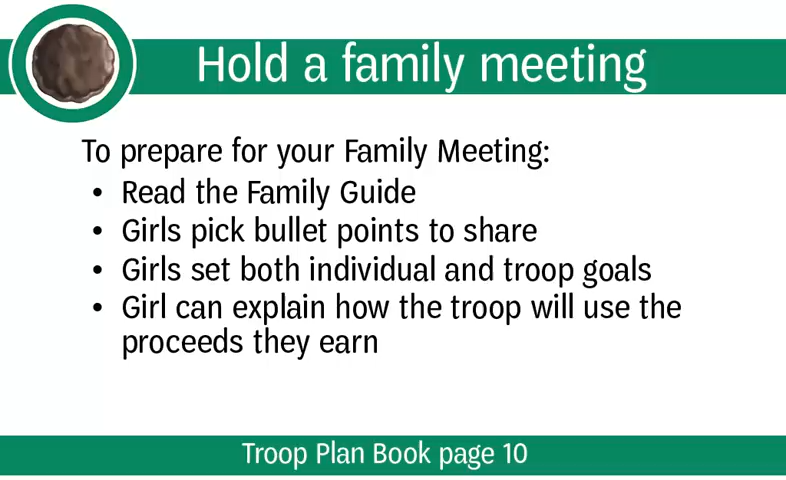 Hold a family meeting
To prepare for your Family Meeting:
• Read the Family Guide
• Girls pick bullet points to share
• Girls set both individual and troop goals
• Girl can explain how the troop will use the
proceeds they earn
Troop Plan Book page 10